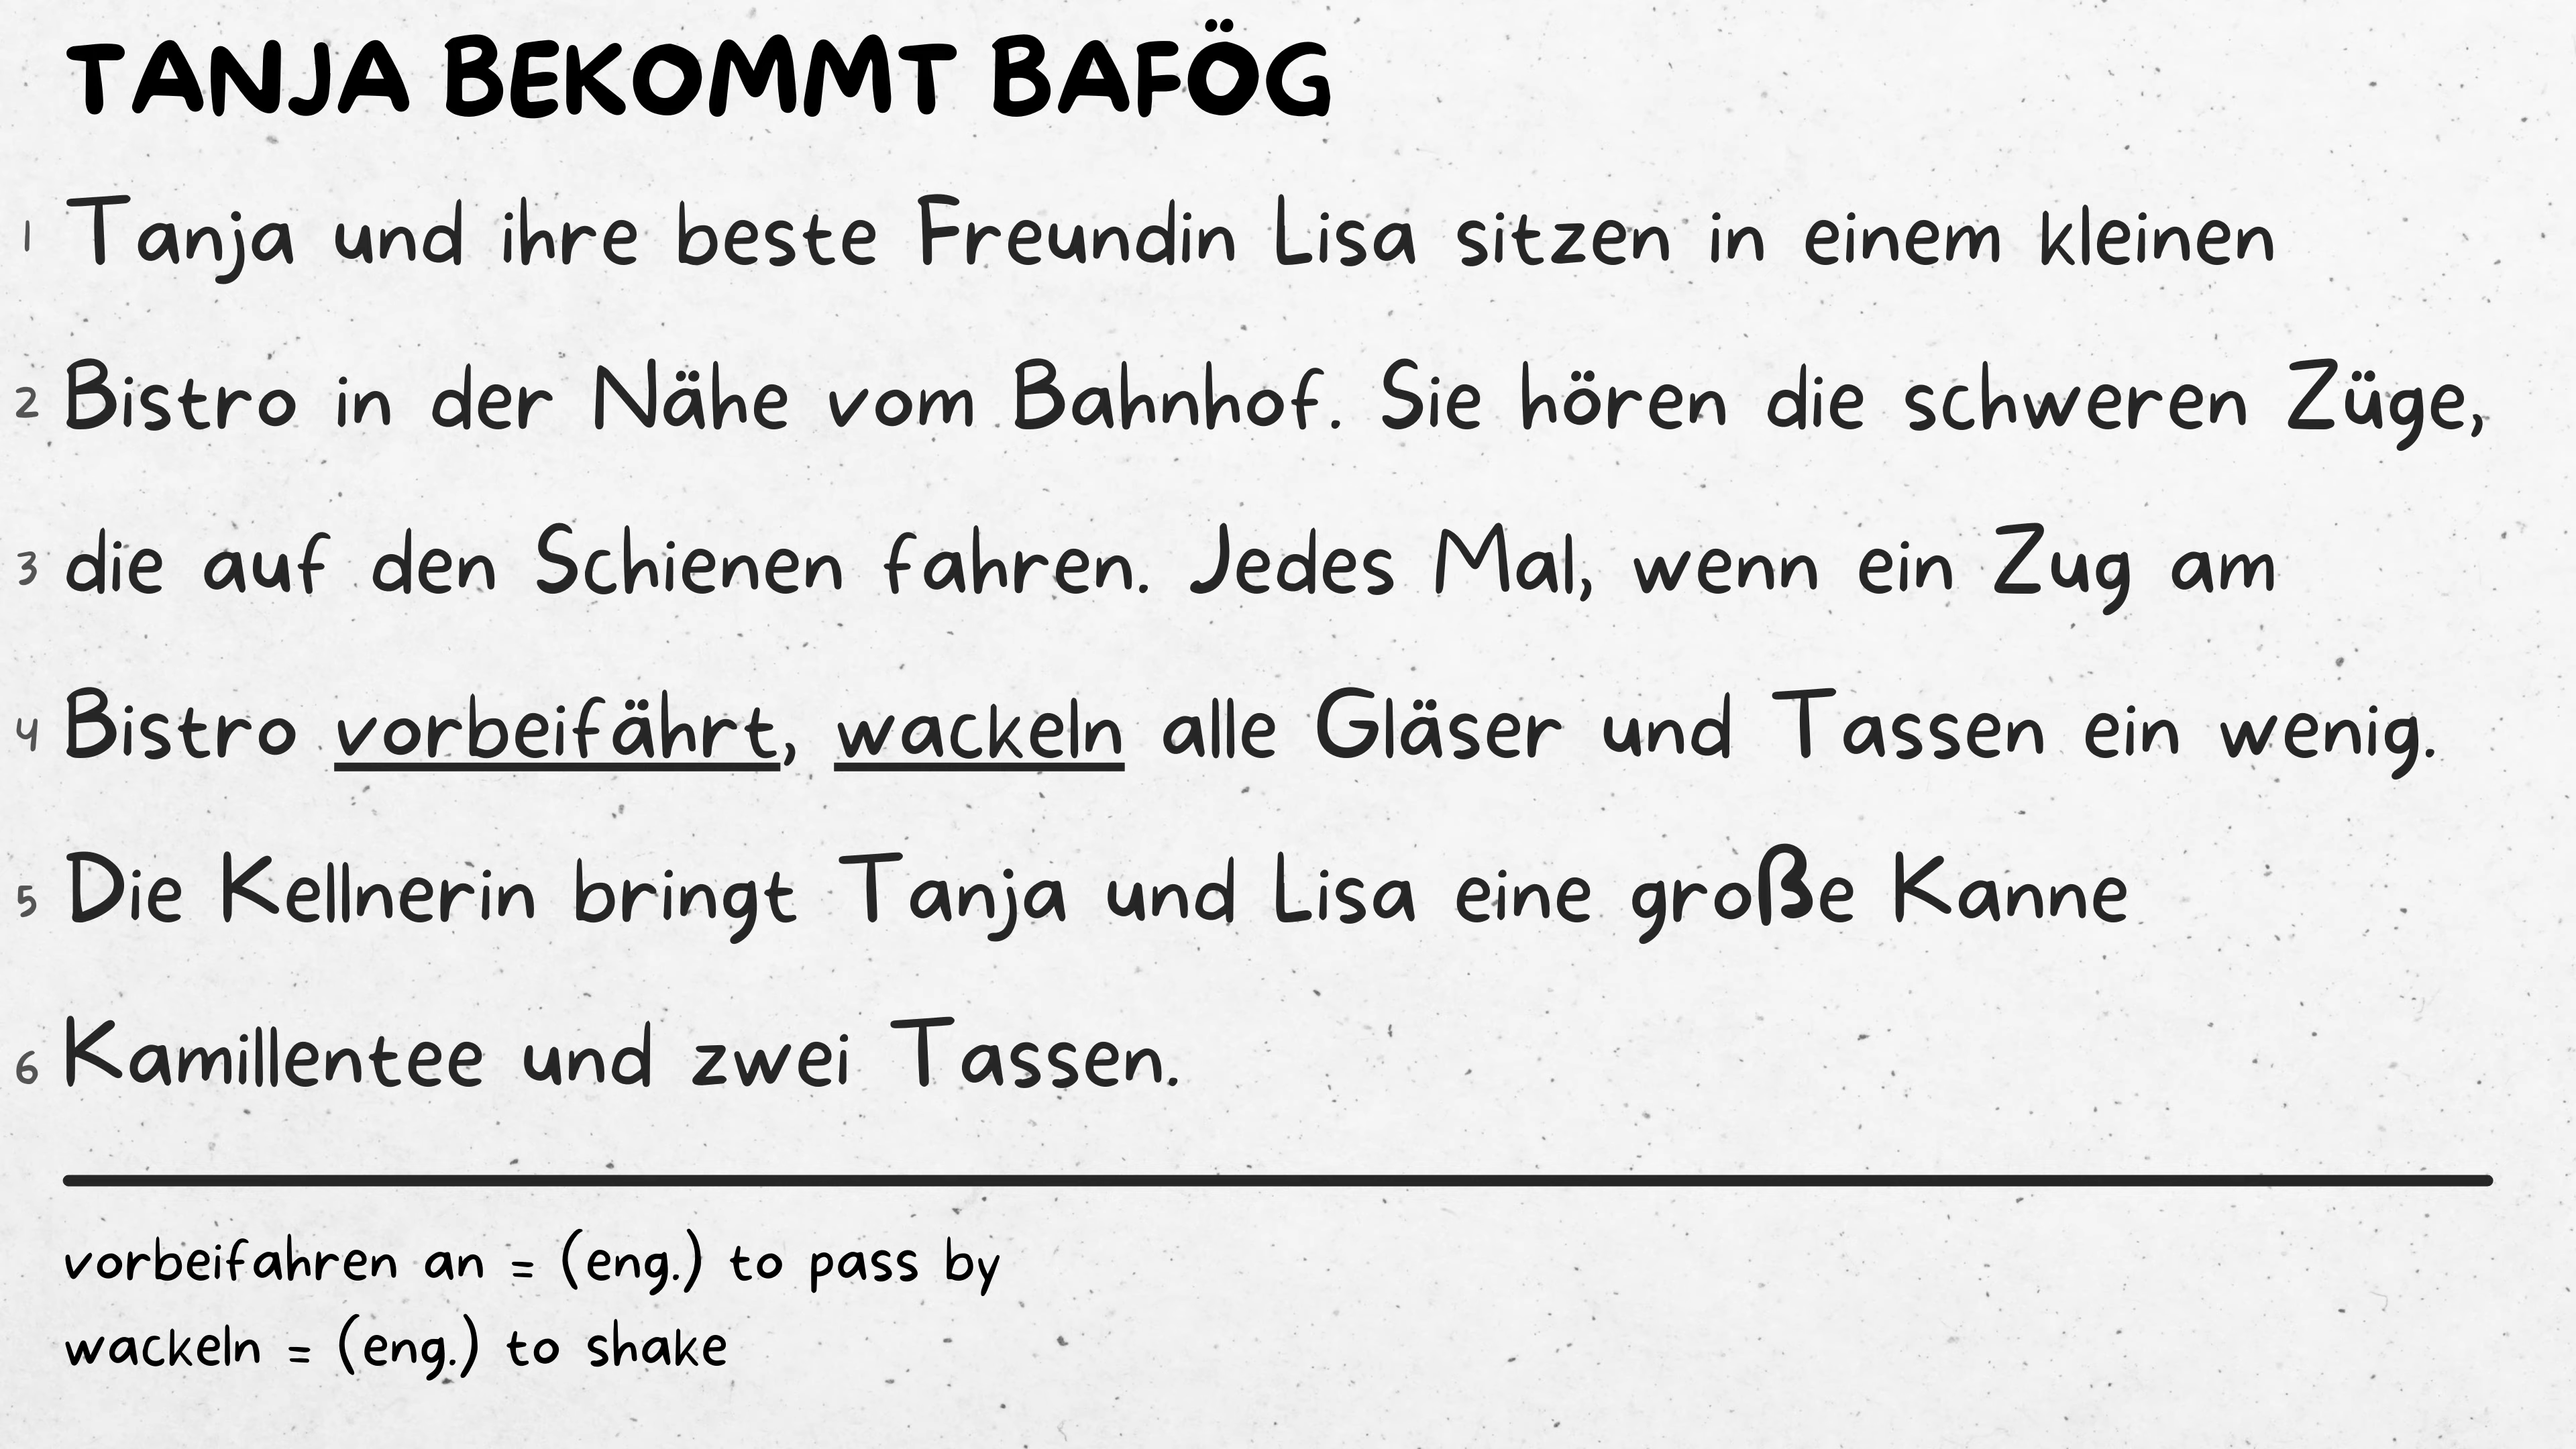 TANJA BEKOMMT BAFÖG
1 Tanja und ihre beste Freundin Lisa sitzen in einem kleinen
2 Bistro in der Nähe vom Bahnhof. Sie hören die schweren Züge,
3 die auf den Schienen fahren. Jedes Mal, wenn ein Zug am
4 Bistro vorbeifährt, wackeln alle Gläser und Tassen ein wenig.
5 Die Kellnerin bringt Tanja und Lisa eine große Kanne
6 Kamillentee und zwei Tassen.
vorbeifahren an = (eng.) to pass by
wackeln = (eng.) to shake